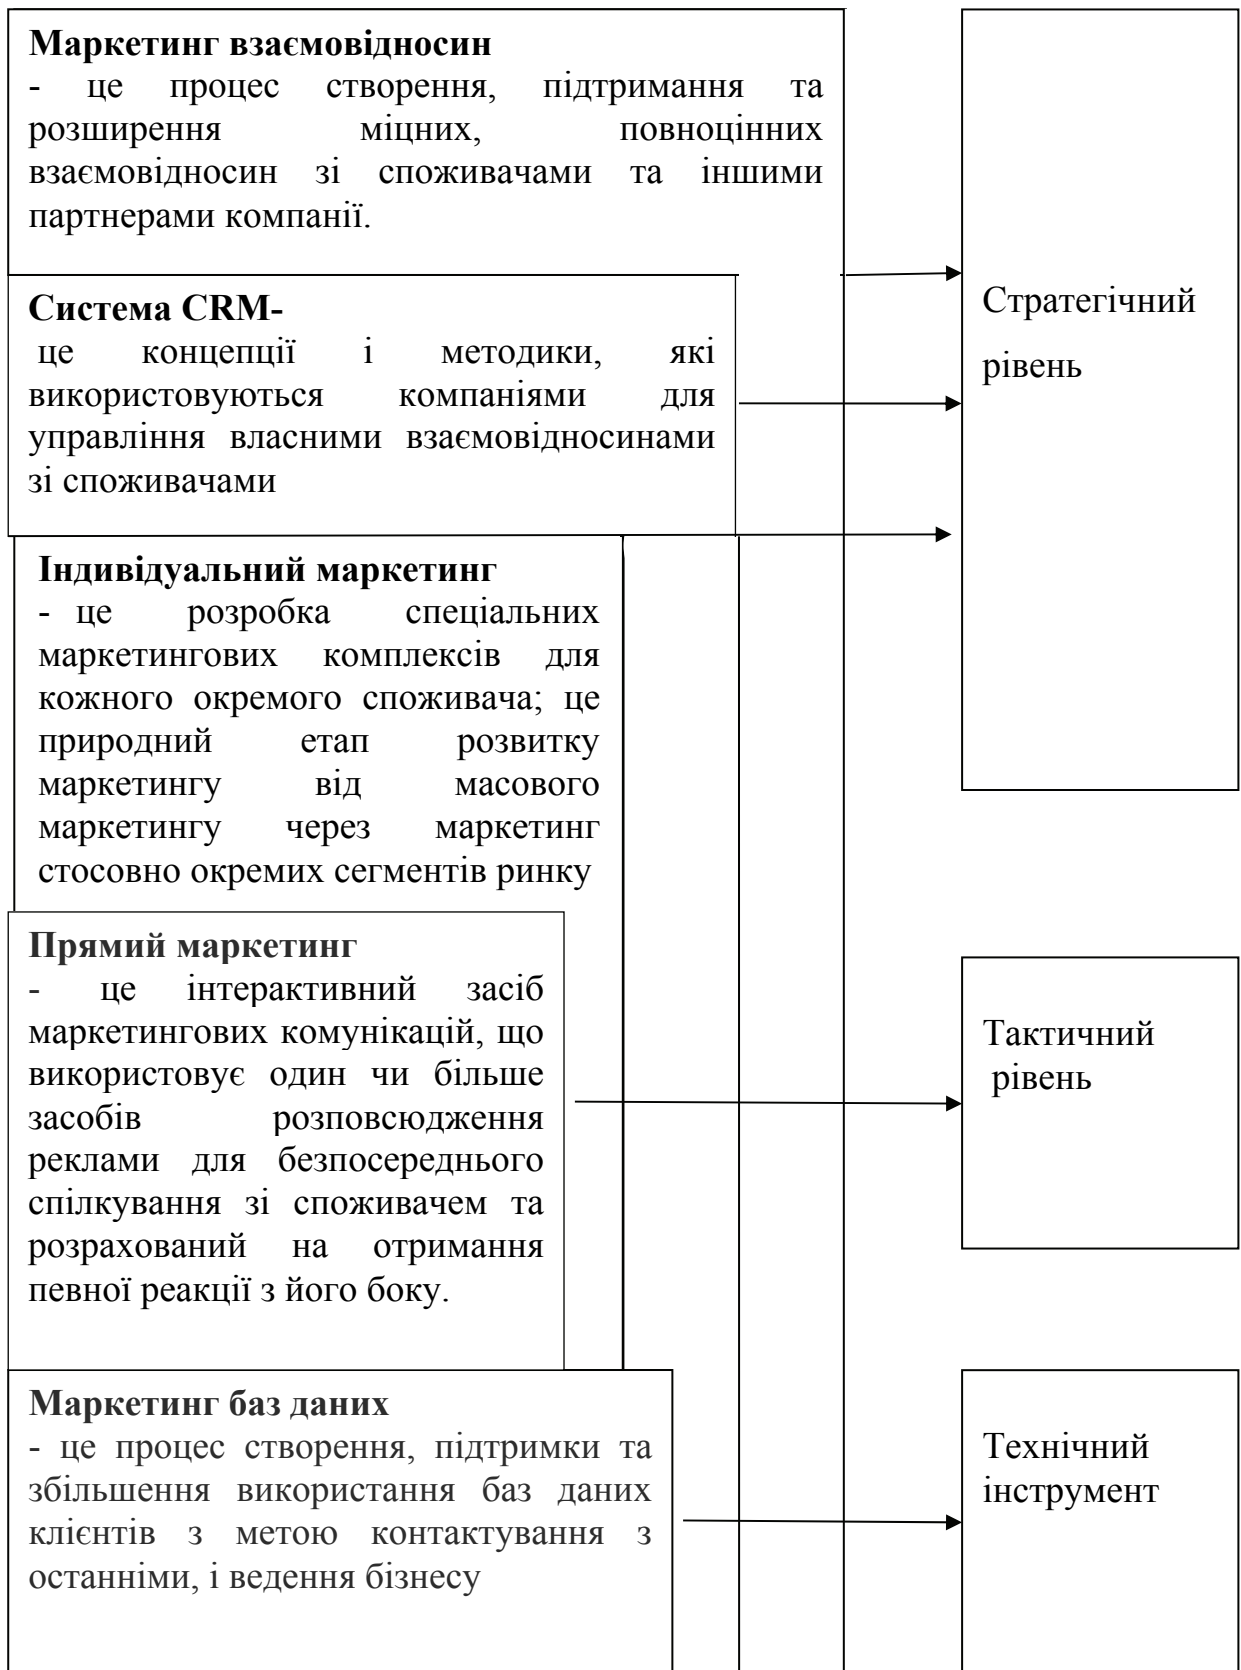 Маркетинг взаємовідносин
- це процес створення, підтримання та
розширення міцних, повноцінних
взаємовідносин зі споживачами та іншими
партнерами компанії.
Система CRM-
це концепції і методики, які
використовуються компаніями для
управління власними взаємовідносинами
зі споживачами
Стратегічний
рівень
Індивідуальний маркетинг
- це розробка спеціальних
маркетингових комплексів для
кожного окремого споживача; це
природний етап розвитку
маркетингу від масового
маркетингу через маркетинг
стосовно окремих сегментів ринку
Прямий маркетинг
- це інтерактивний засіб
маркетингових комунікацій, що
використовує один чи більше
засобів розповсюдження
реклами для безпосереднього
спілкування зі споживачем та
розрахований на отримання
певної реакції з його боку.
Тактичний
рівень
Маркетинг баз даних
- це процес створення, підтримки та
збільшення використання баз даних
клієнтів з метою контактування з
останніми, і ведення бізнесу
Технічний
інструмент